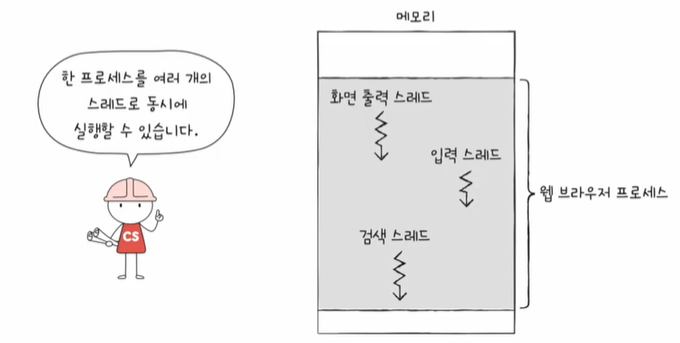 메모리
한 프로세스를 여러 개의
스레드로 동시에
실행할 수 있습니다.
CS
화면 출력 스레드
입력 스레드
검색 스레드
웹 브라우저 프로세스